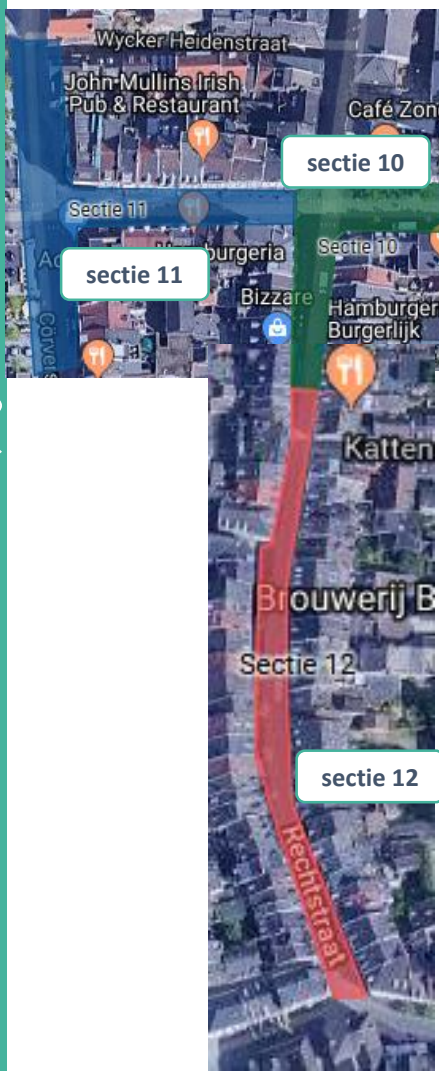 Wycker Heidenstraat
John Mullins Irish
Pub & Restaurant
Café Zon
sectie 10
Sectie 11
Sectie 10
burgeria
sectie 11
Bizzare
Hamburger
Burgerlijk
Katten
Brouwerij B
Sectie 12
sectie 12
Rechtstraat